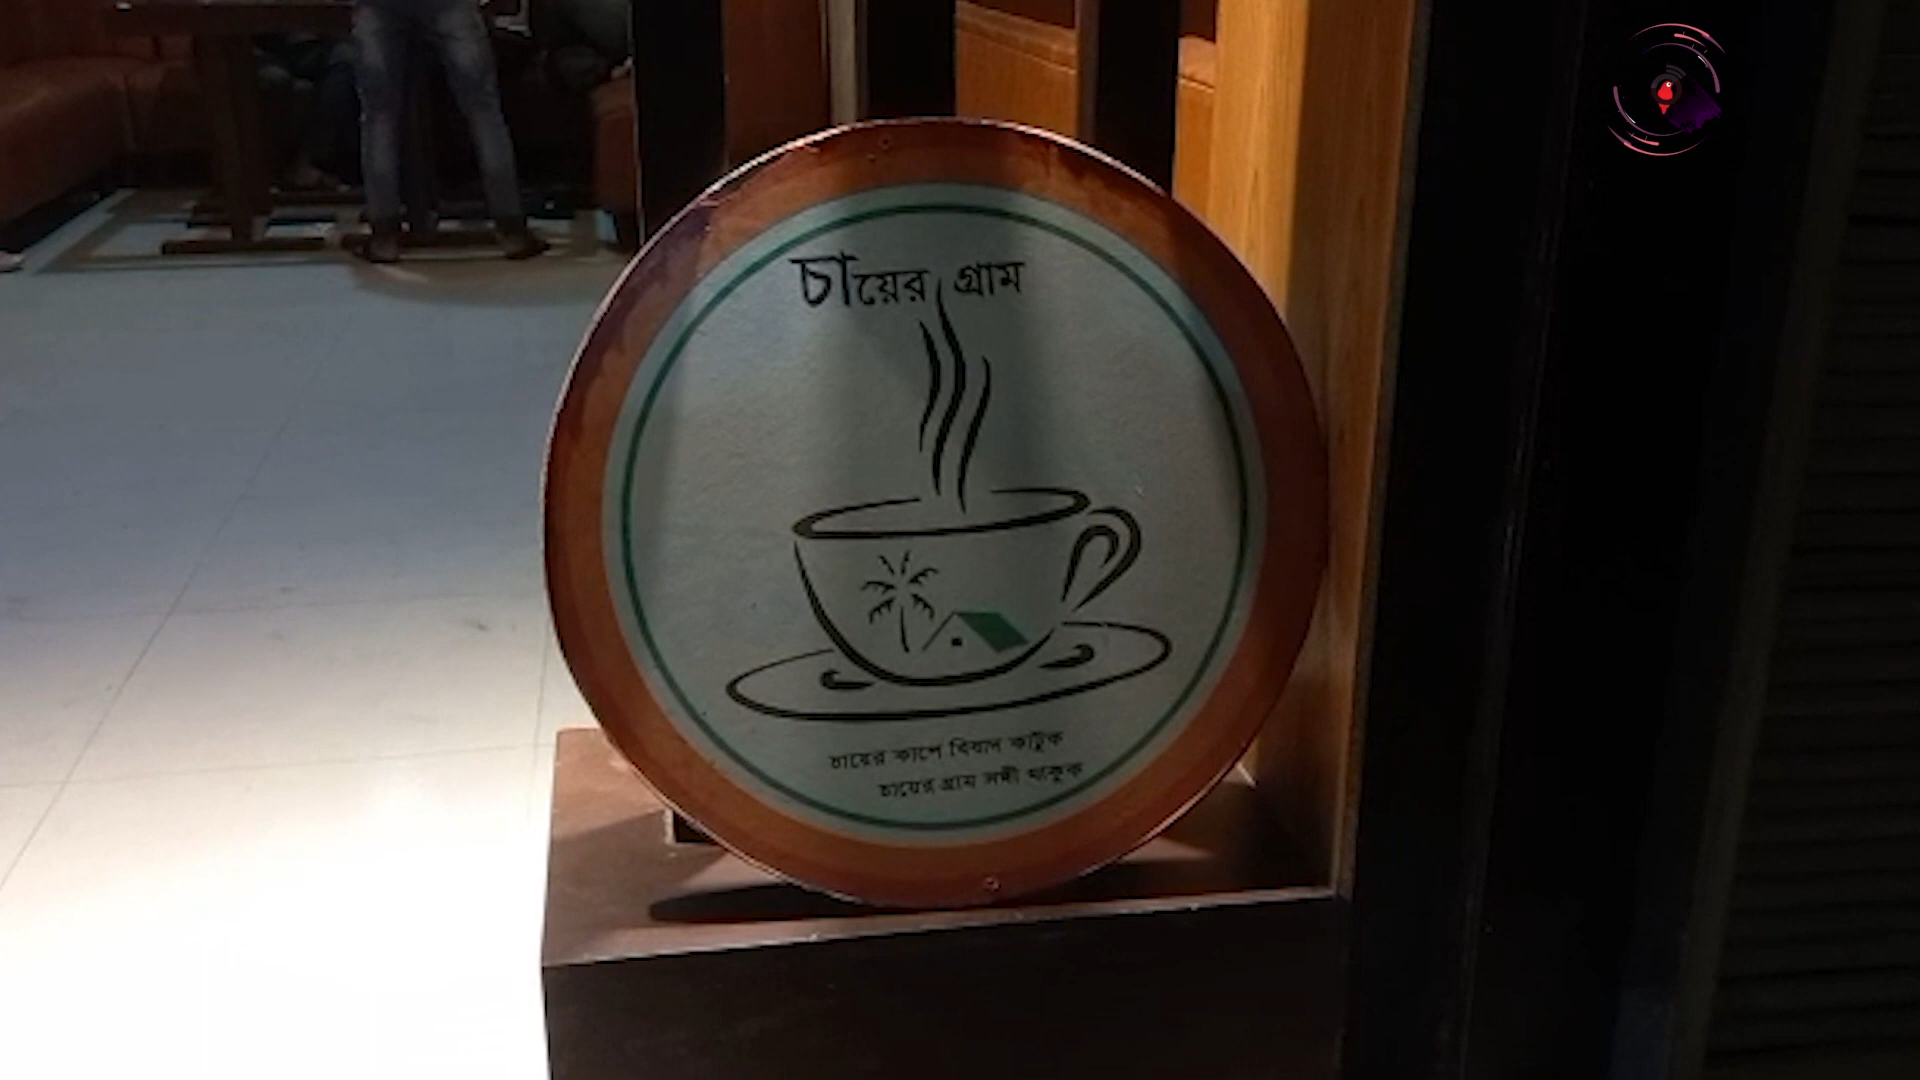 চায়ের গ্রাম
চায়ের কাপে বিষাদ কাটুক
চায়ের গ্রাম সঙ্গী থাকুক